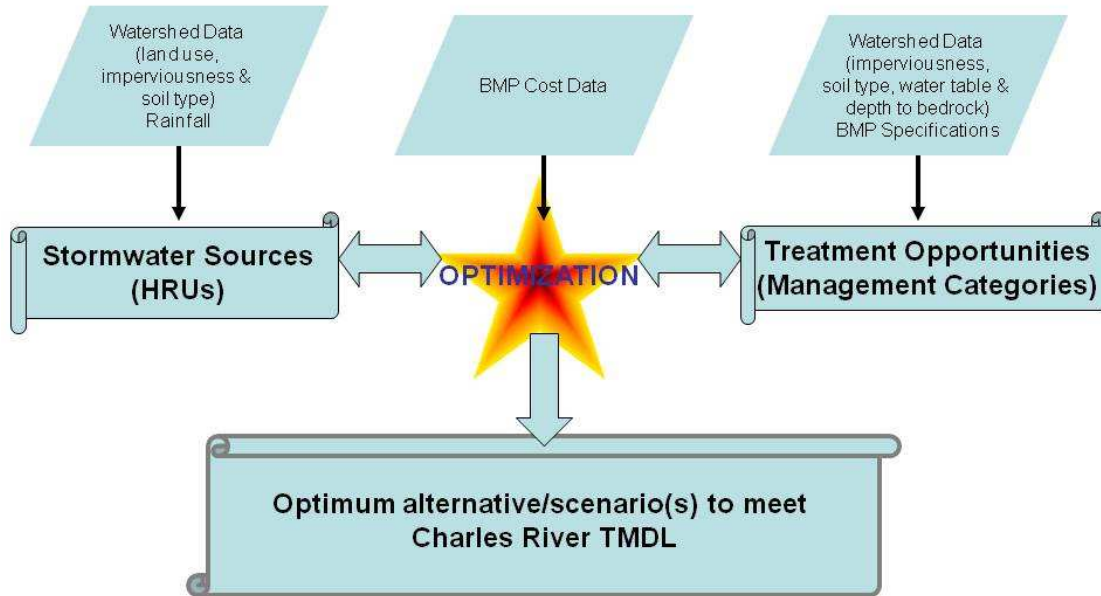 Watershed Data
(land use,
imperviousness &
soil type)
Rainfall
BMP Cost Data
Watershed Data
(imperviousness,
soil type, water table &
depth to bedrock)
BMP Specifications
Stormwater Sources
(HRUs)
OPTIMIZATION
Treatment Opportunities
(Management Categories)
Optimum alternative/scenario(s) to meet
Charles River TMDL